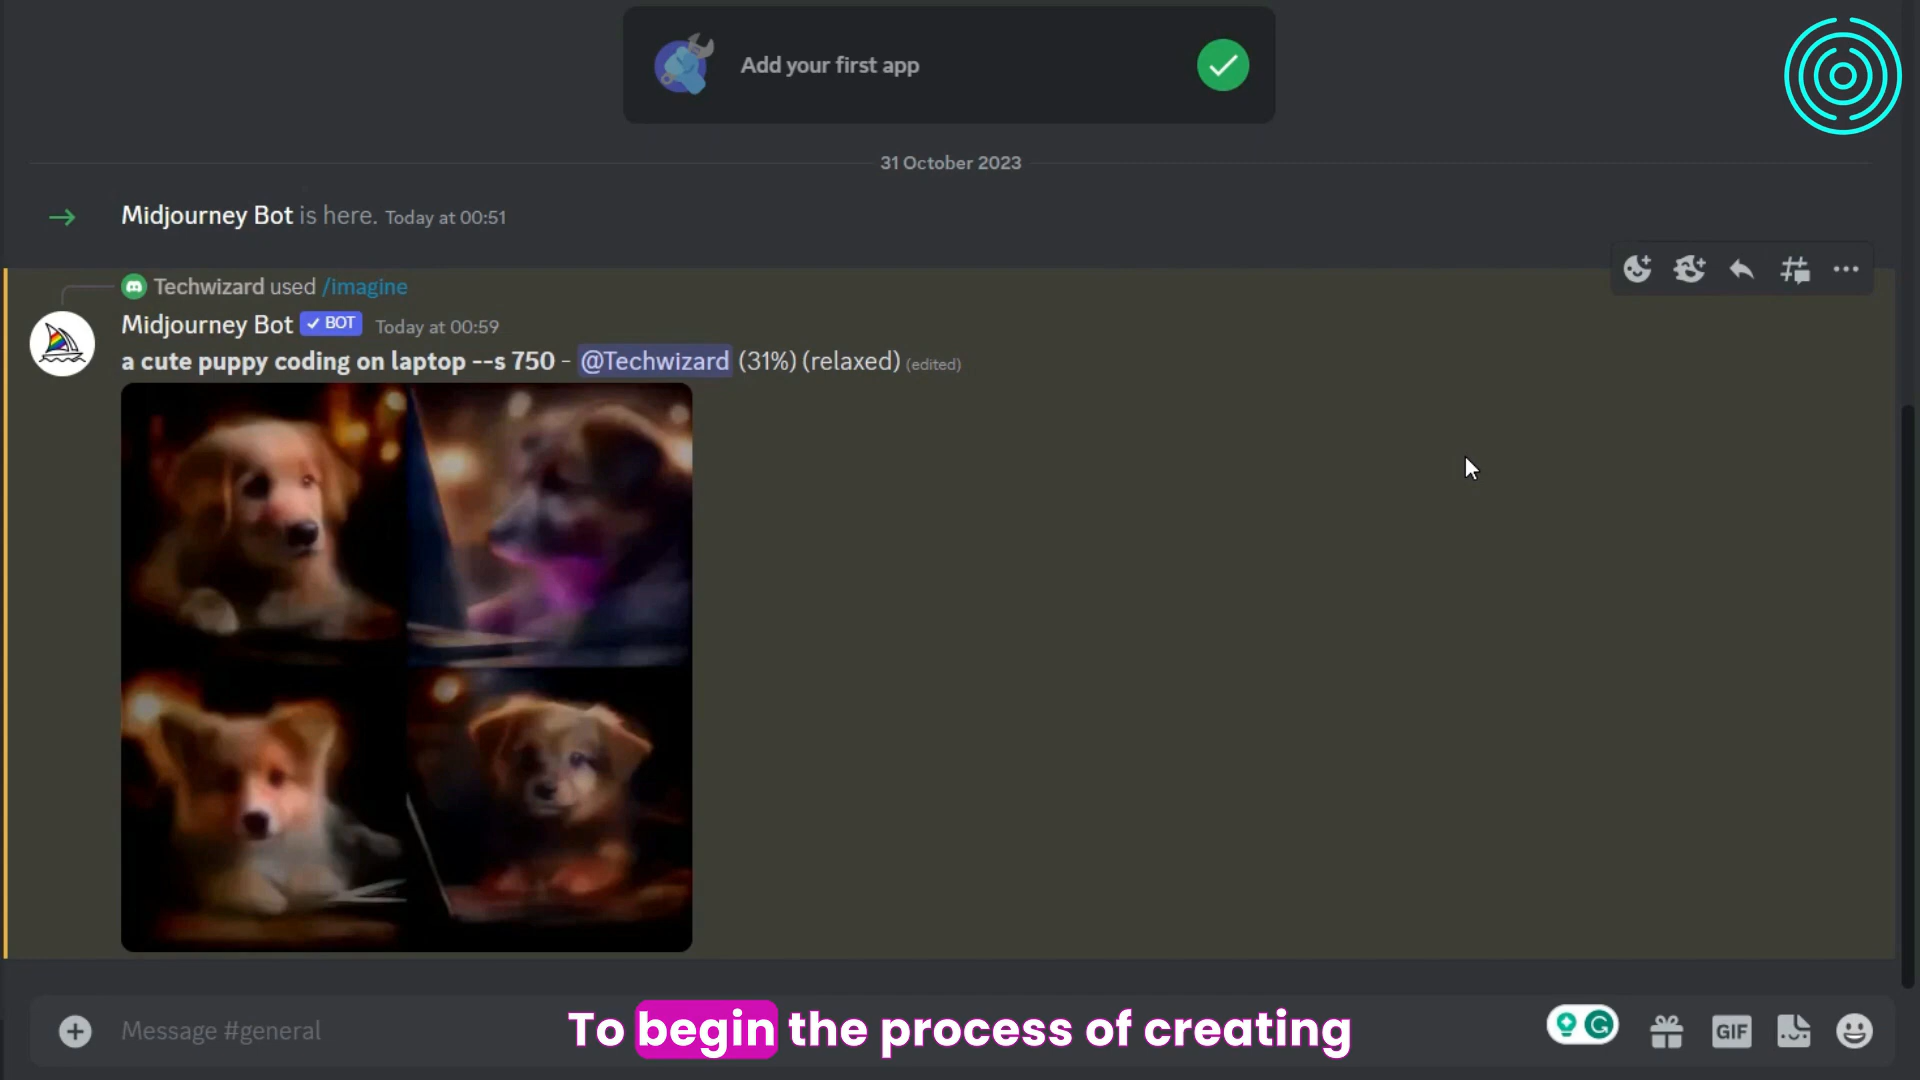 Add your first app
31 October 2023
Midjourney Bot is here. Today at 00:51
Techwizard used /imagine
Midjourney Bot ✓ BOT Today at 00:59
a cute puppy coding on laptop --s 750 - @Techwizard (31%) (relaxed) (edited)
Message #general
To begin the process of creating
GIF